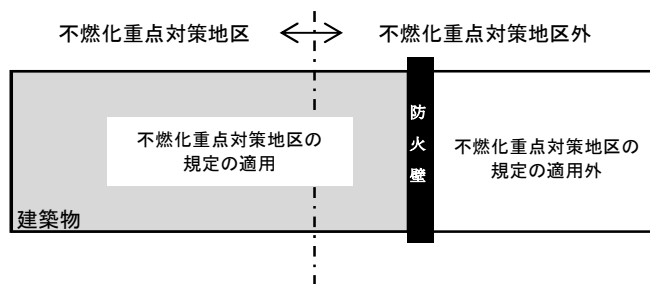 不燃化重点対策地区
不燃化重点対策地区外
不燃化重点対策地区の
規定の適用
防火壁
不燃化重点対策地区の
規定の適用外
建築物